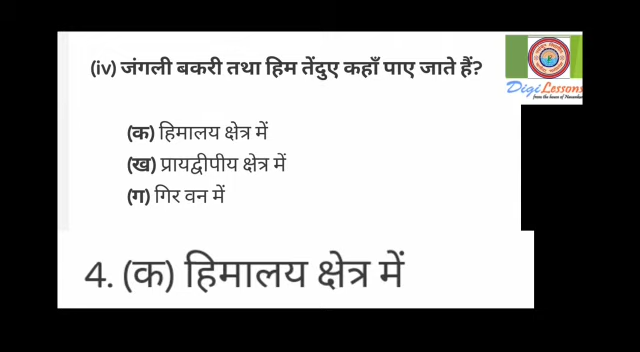 (iv) जंगली बकरी तथा हिम तेंदुए कहाँ पाए जाते हैं?
(क) हिमालय क्षेत्र में
(ख) प्रायद्वीपीय क्षेत्र में
(ग) गिर वन में
4. (क) हिमालय क्षेत्र में
DigiLessons